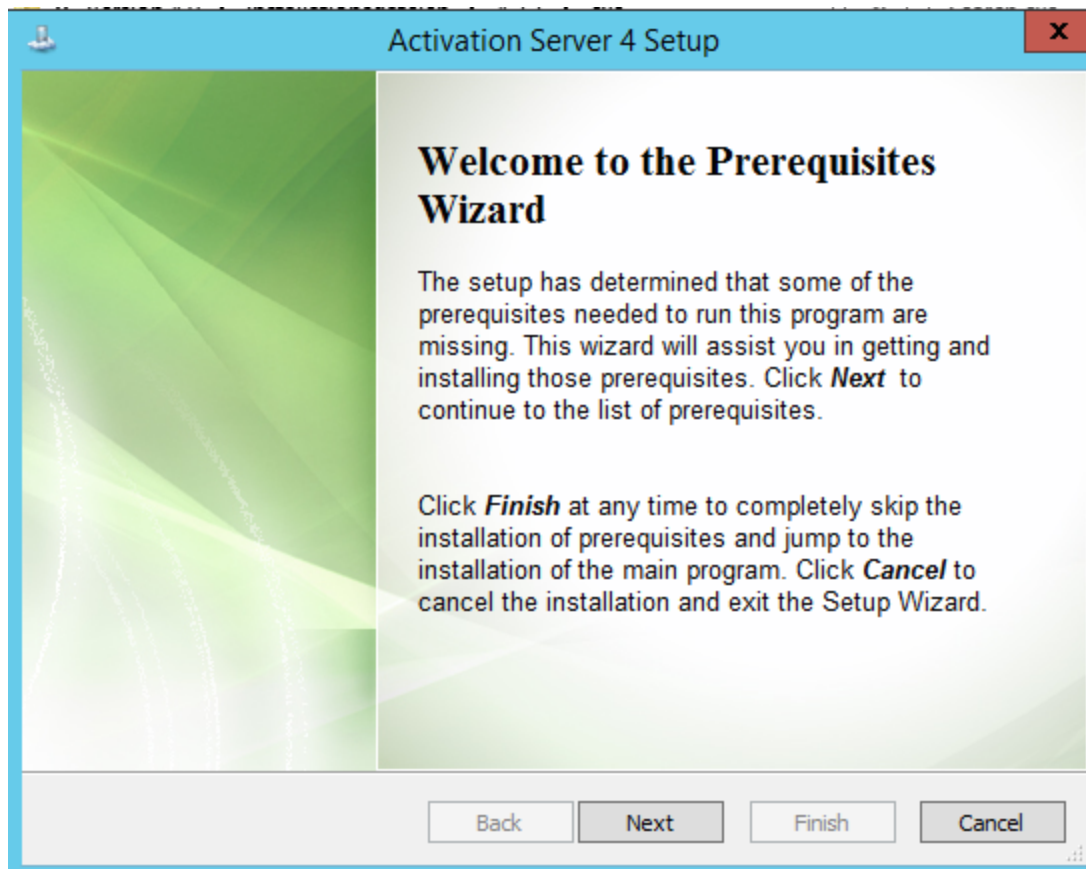 Activation Server 4 Setup
x
Welcome to the Prerequisites
Wizard
The setup has determined that some of the
prerequisites needed to run this program are
missing. This wizard will assist you in getting and
installing those prerequisites. Click Next to
continue to the list of prerequisites.
Click Finish at any time to completely skip the
installation of prerequisites and jump to the
installation of the main program. Click Cancel to
cancel the installation and exit the Setup Wizard.
Back Next Finish Cancel